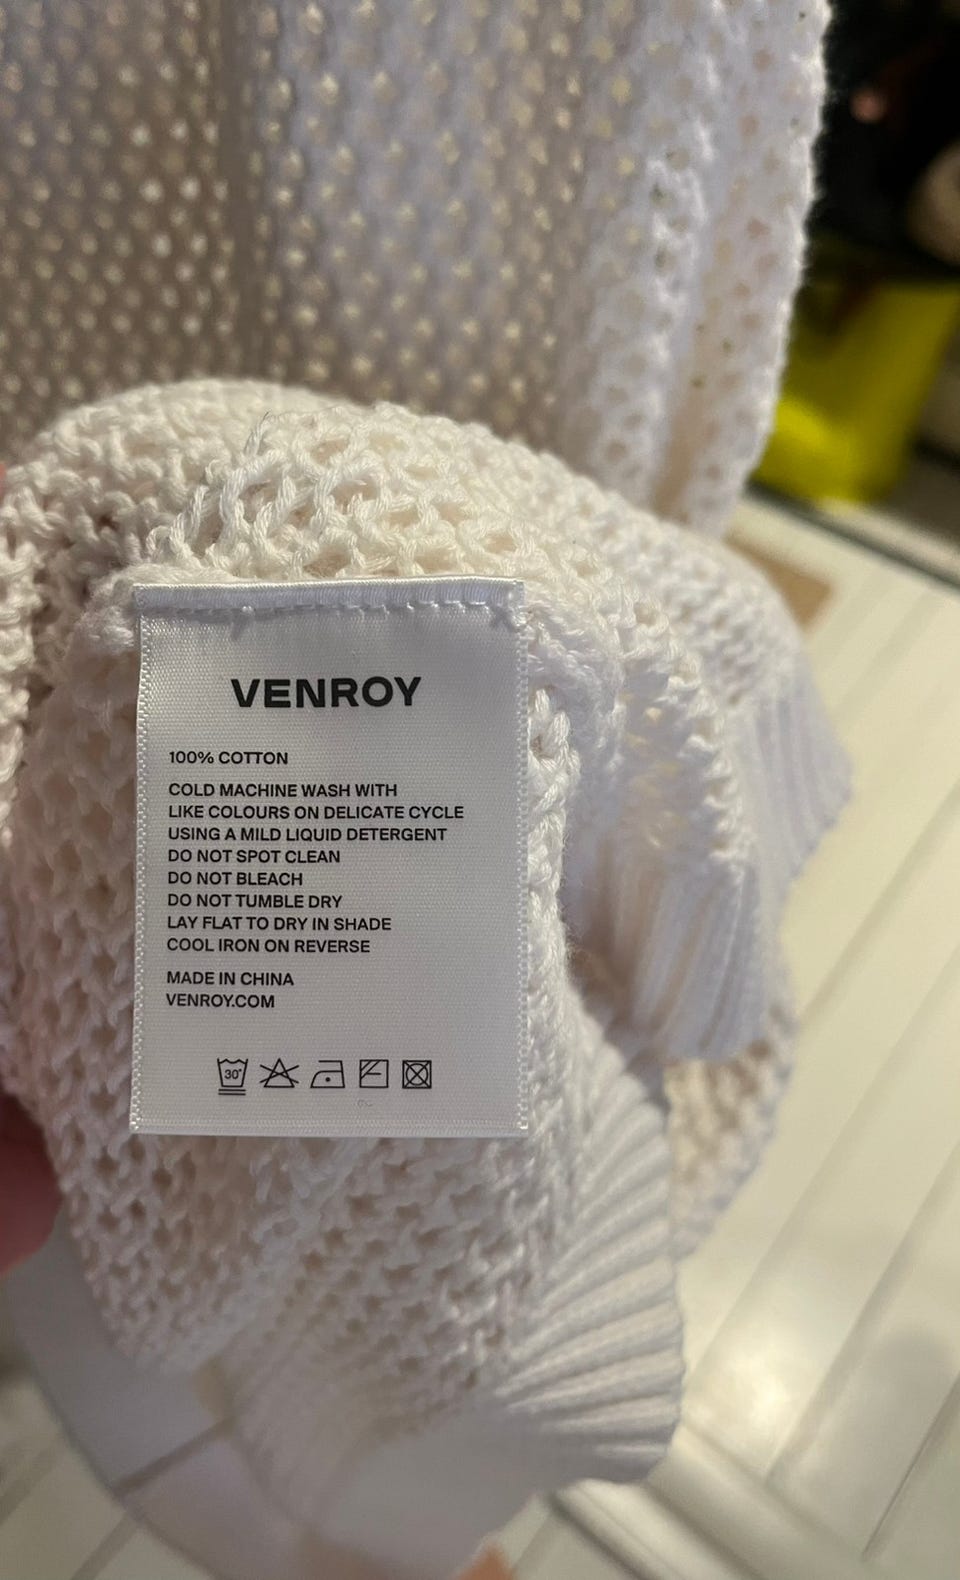 VENROY
100% COTTON
COLD MACHINE WASH WITH
LIKE COLOURS ON DELICATE CYCLE
USING A MILD LIQUID DETERGENT
DO NOT SPOT CLEAN
DO NOT BLEACH
DO NOT TUMBLE DRY
LAY FLAT TO DRY IN SHADE
COOL IRON ON REVERSE
MADE IN CHINA
VENROY.COM
30°